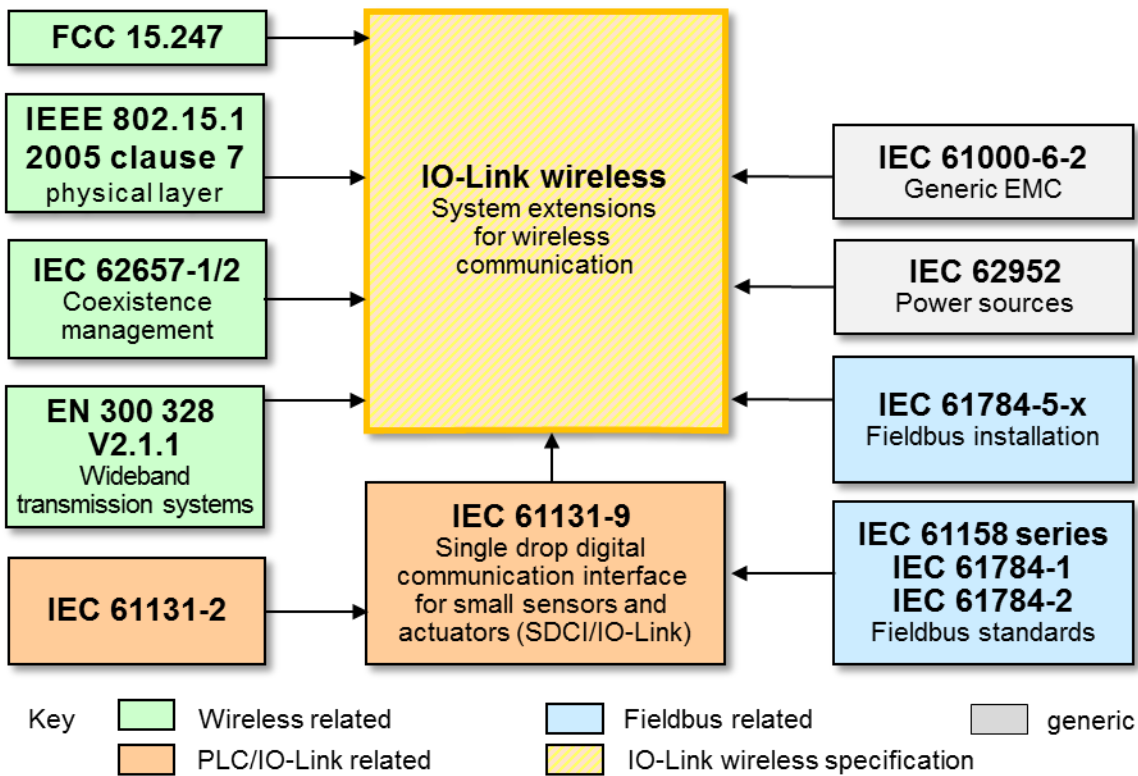 FCC 15.247
IEEE 802.15.1
2005 clause 7
physical layer
IEC 62657-1/2
Coexistence
management
EN 300 328
V2.1.1
Wideband
transmission systems
IEC 61131-2
IO-Link wireless
System extensions
for wireless
communication
IEC 61131-9
Single drop digital
communication interface
for small sensors and
actuators (SDCI/IO-Link)
IEC 61000-6-2
Generic EMC
IEC 62952
Power sources
IEC 61784-5-x
Fieldbus installation
IEC 61158 series
IEC 61784-1
IEC 61784-2
Fieldbus standards
Key
Wireless related
Fieldbus related
generic
PLC/IO-Link related
IO-Link wireless specification